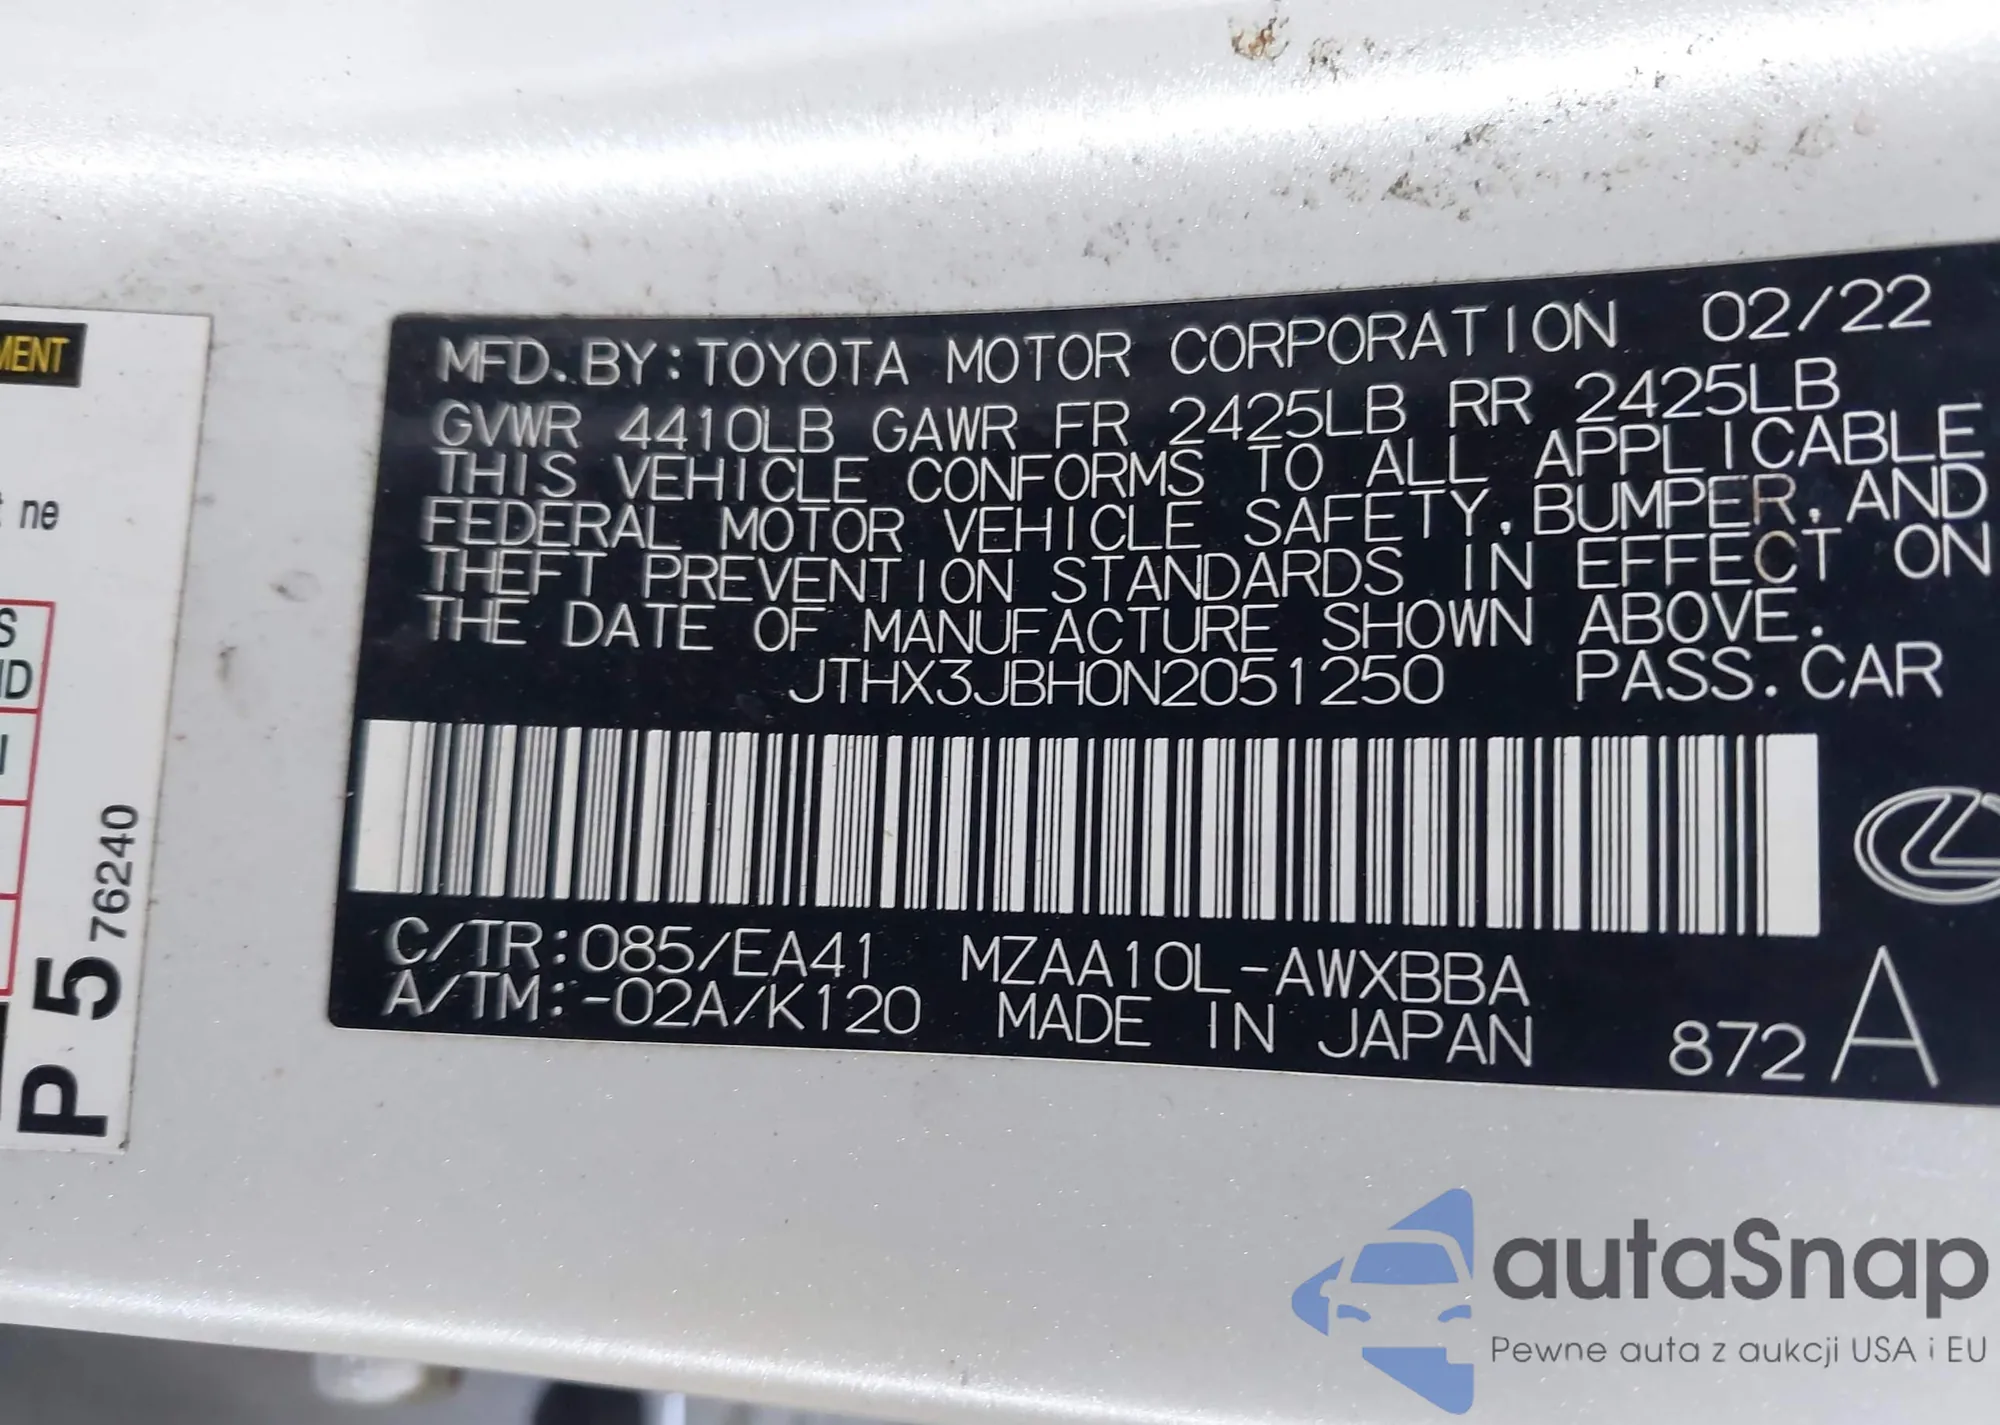 MENT
t ne
S
ND
P 5 76240
MFD.BY:TOYOTA MOTOR CORPORATION 02/22
GVWR 4410LB GAWR FR 2425LB RR 2425LB
THIS VEHICLE CONFORMS TO ALL APPLICABLE
FEDERAL MOTOR VEHICLE SAFETY,BUMPER,AND
THEFT PREVENTION STANDARDS IN EFFECT ON
THE DATE OF MANUFACTURE SHOWN ABOVE.
JTHX3JBH0N2051250 PASS.CAR
C/TR:085/EA41 MZAA10L-AWXBBA
A/TM:-02A/K120 MADE IN JAPAN 872 A
autaSnap
Pewne auta z aukcji USA i EU